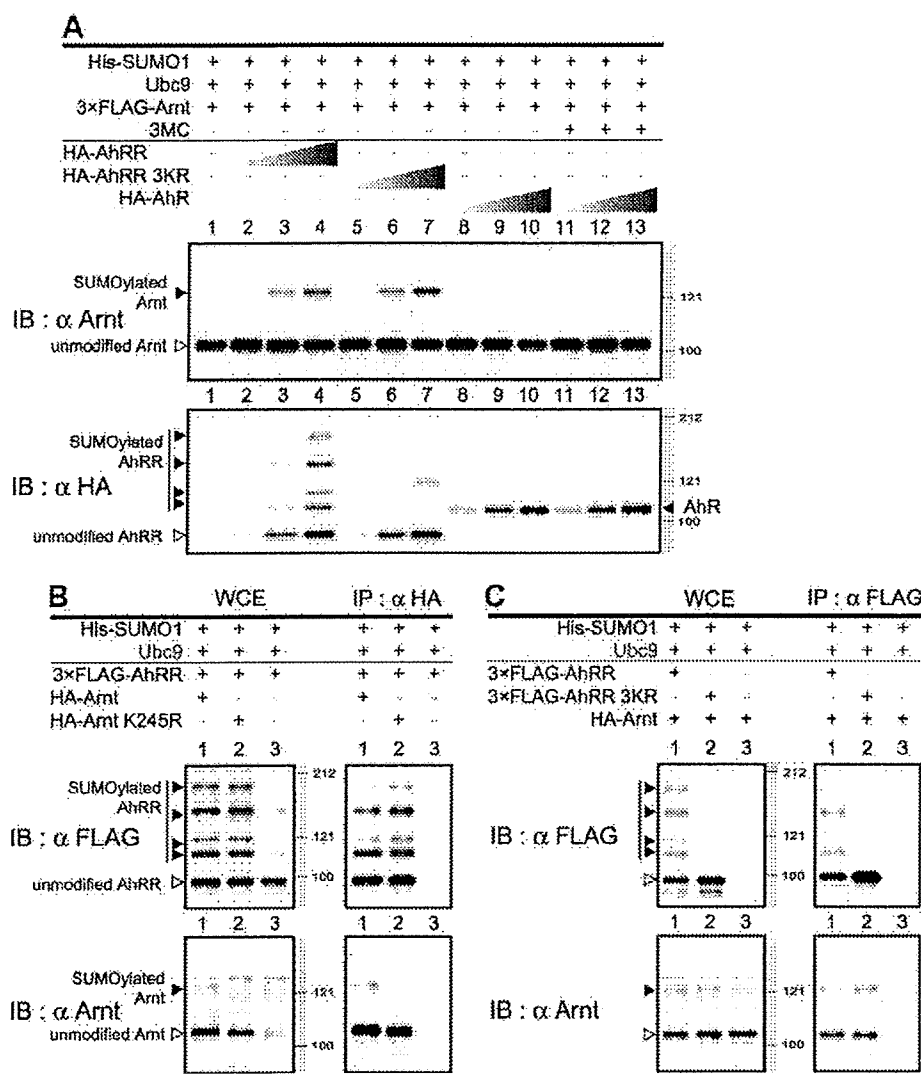 A
His-SUMO1 + + + + + + + + + + + + +
Ubc9 + + + + + + + + + + + + +
3×FLAG-Arnt + + + + + + + + + + + + +
3MC - - - - - - - - - - + + +
HA-AhRR
HA-AhRR 3KR
HA-AhR
1 2 3 4 5 6 7 8 9 10 11 12 13
SUMOylated
Arnt
121
IB : α Arnt
unmodified Arnt
100
1 2 3 4 5 6 7 8 9 10 11 12 13
212
SUMOylated
AhRR
IB : α HA
121
AhR
100
unmodified AhRR
B WCE IP : α HA
His-SUMO1 + + + + + +
Ubc9 + + + + + +
3×FLAG-AhRR + + + + + +
HA-Arnt + - - + - -
HA-Arnt K245R - + - - + -
1 2 3 1 2 3
212
SUMOylated
AhRR
IB : α FLAG
121
unmodified AhRR
100
1 2 3 1 2 3
SUMOylated
Arnt
121
IB : α Arnt
unmodified Arnt
100
C WCE IP : α FLAG
His-SUMO1 + + + + + +
Ubc9 + + + + + +
3×FLAG-AhRR + - - + - -
3×FLAG-AhRR 3KR - + - - + -
HA-Arnt + + + + + +
1 2 3 1 2 3
212
IB : α FLAG
121
100
1 2 3 1 2 3
121
IB : α Arnt
100